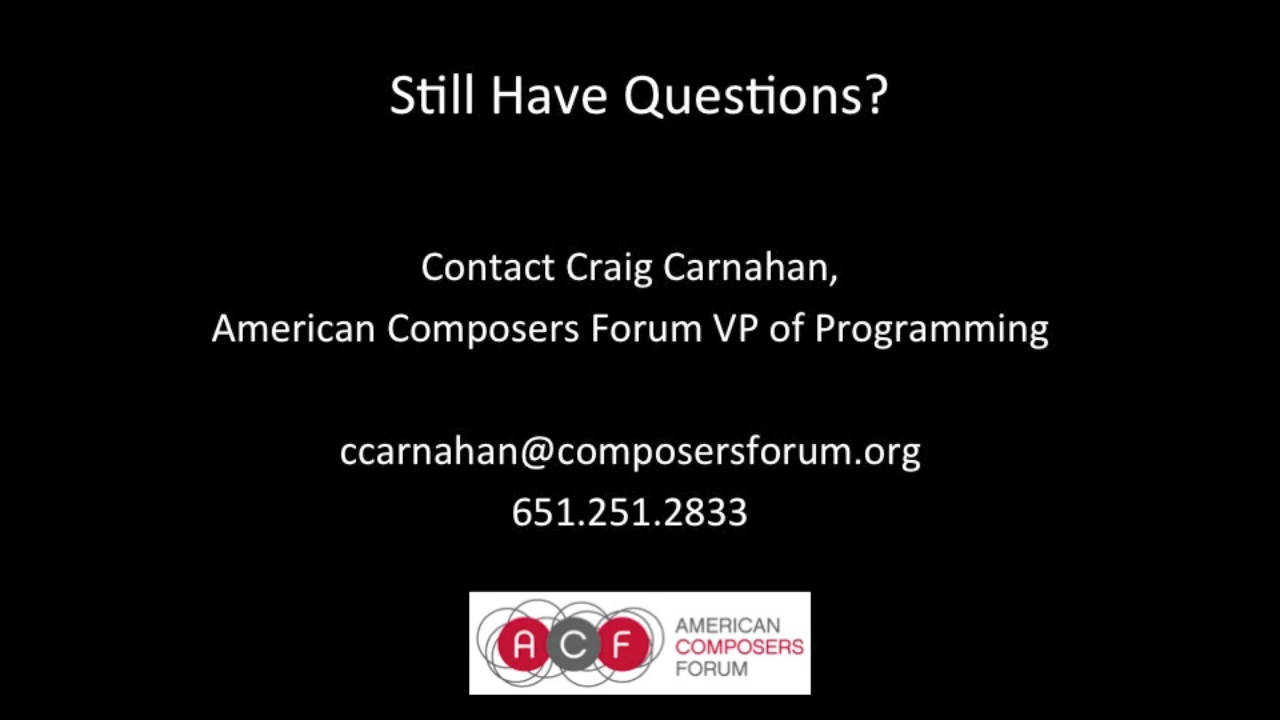 Still Have Questions?
Contact Craig Carnahan,
American Composers Forum VP of Programming
ccarnahan@composersforum.org
651.251.2833
ACF
AMERICAN
COMPOSERS
FORUM